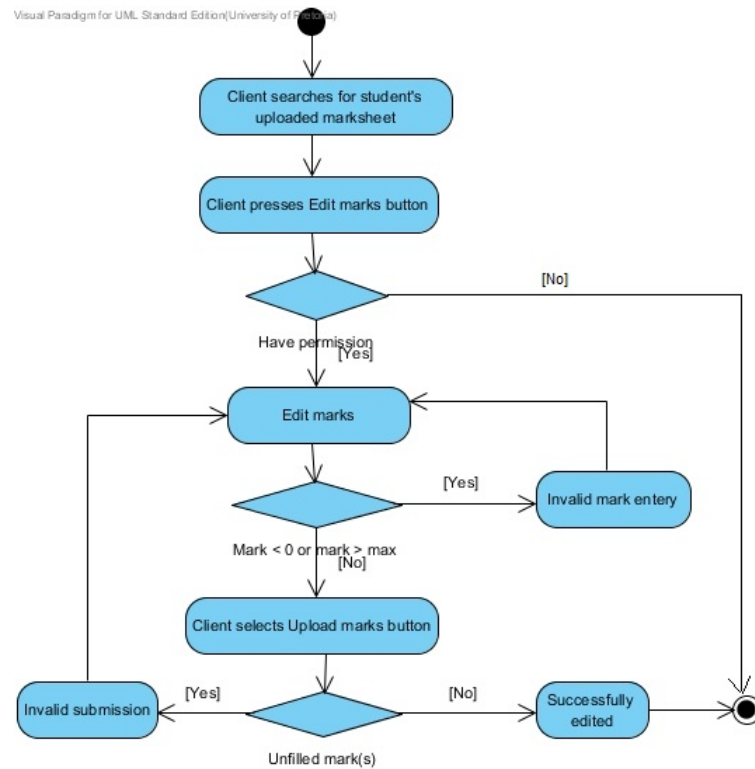 Visual Paradigm for UML Standard Edition(University of Pretoria)
Client searches for student's
uploaded marksheet
Client presses Edit marks button
[No]
Have permission
[Yes]
Edit marks
[Yes]
Invalid mark entery
Mark < 0 or mark > max
[No]
Client selects Upload marks button
Invalid submission
[Yes]
[No]
Successfully
edited
Unfilled mark(s)